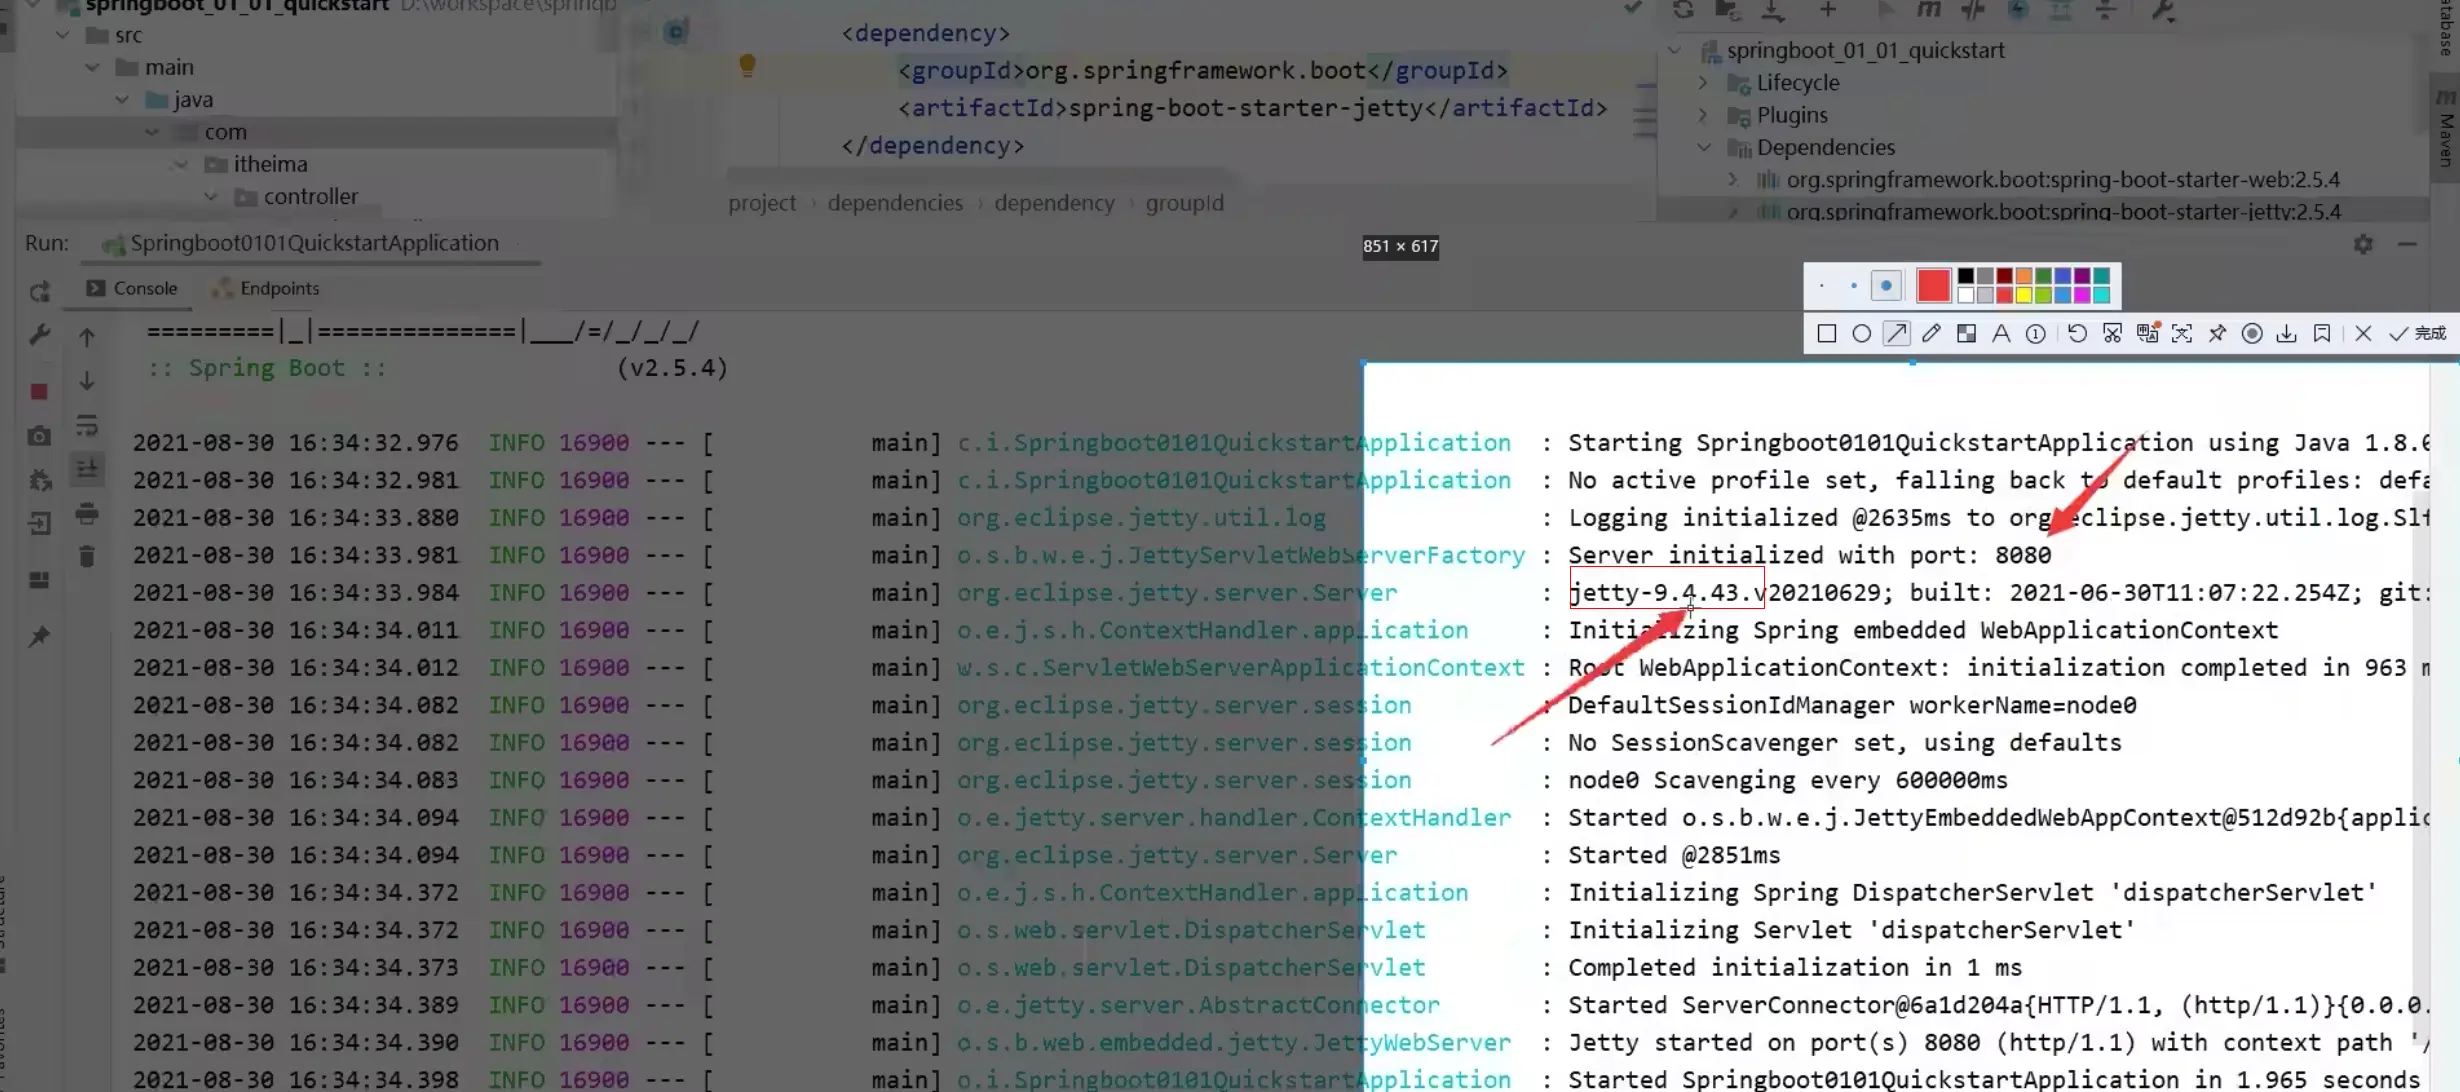 springboot_01_01_quickstart
src
main
java
com
itheima
controller
<dependency>
<groupId>org.springframework.boot</groupId>
<artifactId>spring-boot-starter-jetty</artifactId>
</dependency>
project › dependencies › dependency › groupId
springboot_01_01_quickstart
Lifecycle
Plugins
Dependencies
org.springframework.boot:spring-boot-starter-web:2.5.4
org.springframework.boot:spring-boot-starter-jetty:2.5.4
Maven
Run: Springboot0101QuickstartApplication
851 × 617
Console Endpoints
完成
=========|_|==============|___/=/_/_/_/
:: Spring Boot :: (v2.5.4)
2021-08-30 16:34:32.976 INFO 16900 --- [ main] c.i.Springboot0101QuickstartApplication : Starting Springboot0101QuickstartApplication using Java
2021-08-30 16:34:32.981 INFO 16900 --- [ main] c.i.Springboot0101QuickstartApplication : No active profile set, falling back to default profiles:
2021-08-30 16:34:33.880 INFO 16900 --- [ main] org.eclipse.jetty.util.log : Logging initialized @2635ms to org.eclipse.jetty.util.log.Slf
2021-08-30 16:34:33.981 INFO 16900 --- [ main] o.s.b.w.e.j.JettyServletWebServerFactory : Server initialized with port: 8080
2021-08-30 16:34:33.984 INFO 16900 --- [ main] org.eclipse.jetty.server.Server : jetty-9.4.43.v20210629; built: 2021-06-30T11:07:22.254Z; git:
2021-08-30 16:34:34.011 INFO 16900 --- [ main] o.e.j.s.h.ContextHandler.application : Initializing Spring embedded WebApplicationContext
2021-08-30 16:34:34.012 INFO 16900 --- [ main] w.s.c.ServletWebServerApplicationContext : Root WebApplicationContext: initialization completed in 963
2021-08-30 16:34:34.082 INFO 16900 --- [ main] org.eclipse.jetty.server.session : DefaultSessionIdManager workerName=node0
2021-08-30 16:34:34.082 INFO 16900 --- [ main] org.eclipse.jetty.server.session : No SessionScavenger set, using defaults
2021-08-30 16:34:34.083 INFO 16900 --- [ main] org.eclipse.jetty.server.session : node0 Scavenging every 600000ms
2021-08-30 16:34:34.094 INFO 16900 --- [ main] o.e.jetty.server.handler.ContextHandler : Started o.s.b.w.e.j.JettyEmbeddedWebAppContext@512d92b{applic
2021-08-30 16:34:34.094 INFO 16900 --- [ main] org.eclipse.jetty.server.Server : Started @2851ms
2021-08-30 16:34:34.372 INFO 16900 --- [ main] o.e.j.s.h.ContextHandler.application : Initializing Spring DispatcherServlet 'dispatcherServlet'
2021-08-30 16:34:34.372 INFO 16900 --- [ main] o.s.web.servlet.DispatcherServlet : Initializing Servlet 'dispatcherServlet'
2021-08-30 16:34:34.373 INFO 16900 --- [ main] o.s.web.servlet.DispatcherServlet : Completed initialization in 1 ms
2021-08-30 16:34:34.389 INFO 16900 --- [ main] o.e.jetty.server.AbstractConnector : Started ServerConnector@6a1d204a{HTTP/1.1, (http/1.1)}{0.0.0.
2021-08-30 16:34:34.390 INFO 16900 --- [ main] o.s.b.web.embedded.jetty.JettyWebServer : Jetty started on port(s) 8080 (http/1.1) with context path '/
2021-08-30 16:34:34.398 INFO 16900 --- [ main] c.i.Springboot0101QuickstartApplication : Started Springboot0101QuickstartApplication in 1.965 seconds